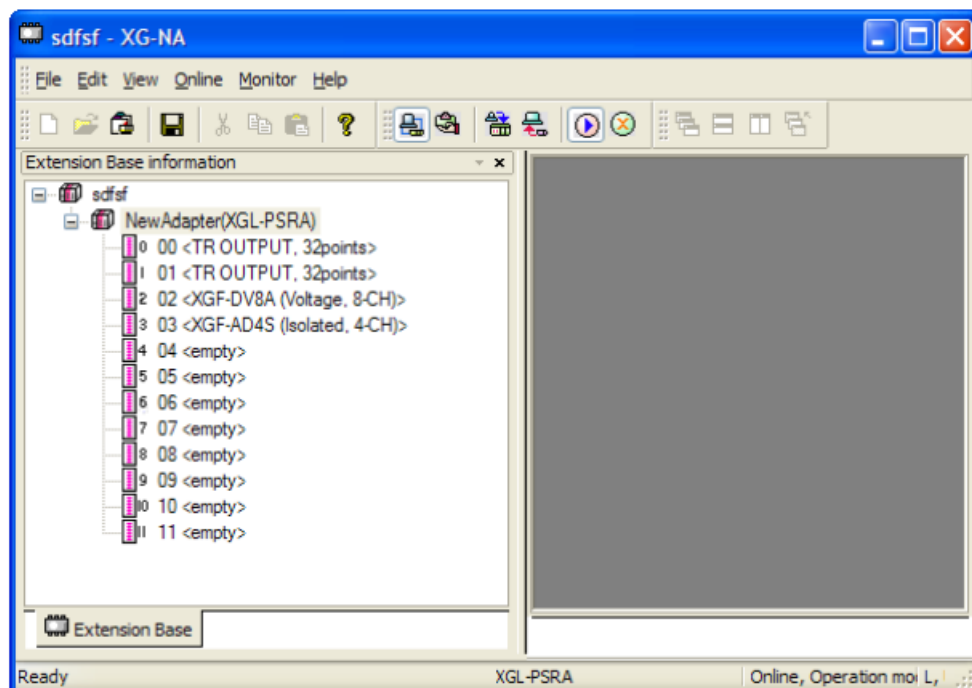 sdfsf - XG-NA
File Edit View Online Monitor Help
Extension Base information
sdfsf
NewAdapter(XGL-PSRA)
0 00 <TR OUTPUT, 32points>
1 01 <TR OUTPUT, 32points>
2 02 <XGF-DV8A (Voltage, 8-CH)>
3 03 <XGF-AD4S (Isolated, 4-CH)>
4 04 <empty>
5 05 <empty>
6 06 <empty>
7 07 <empty>
8 08 <empty>
9 09 <empty>
10 10 <empty>
11 11 <empty>
Extension Base
Ready XGL-PSRA Online, Operation mo L,